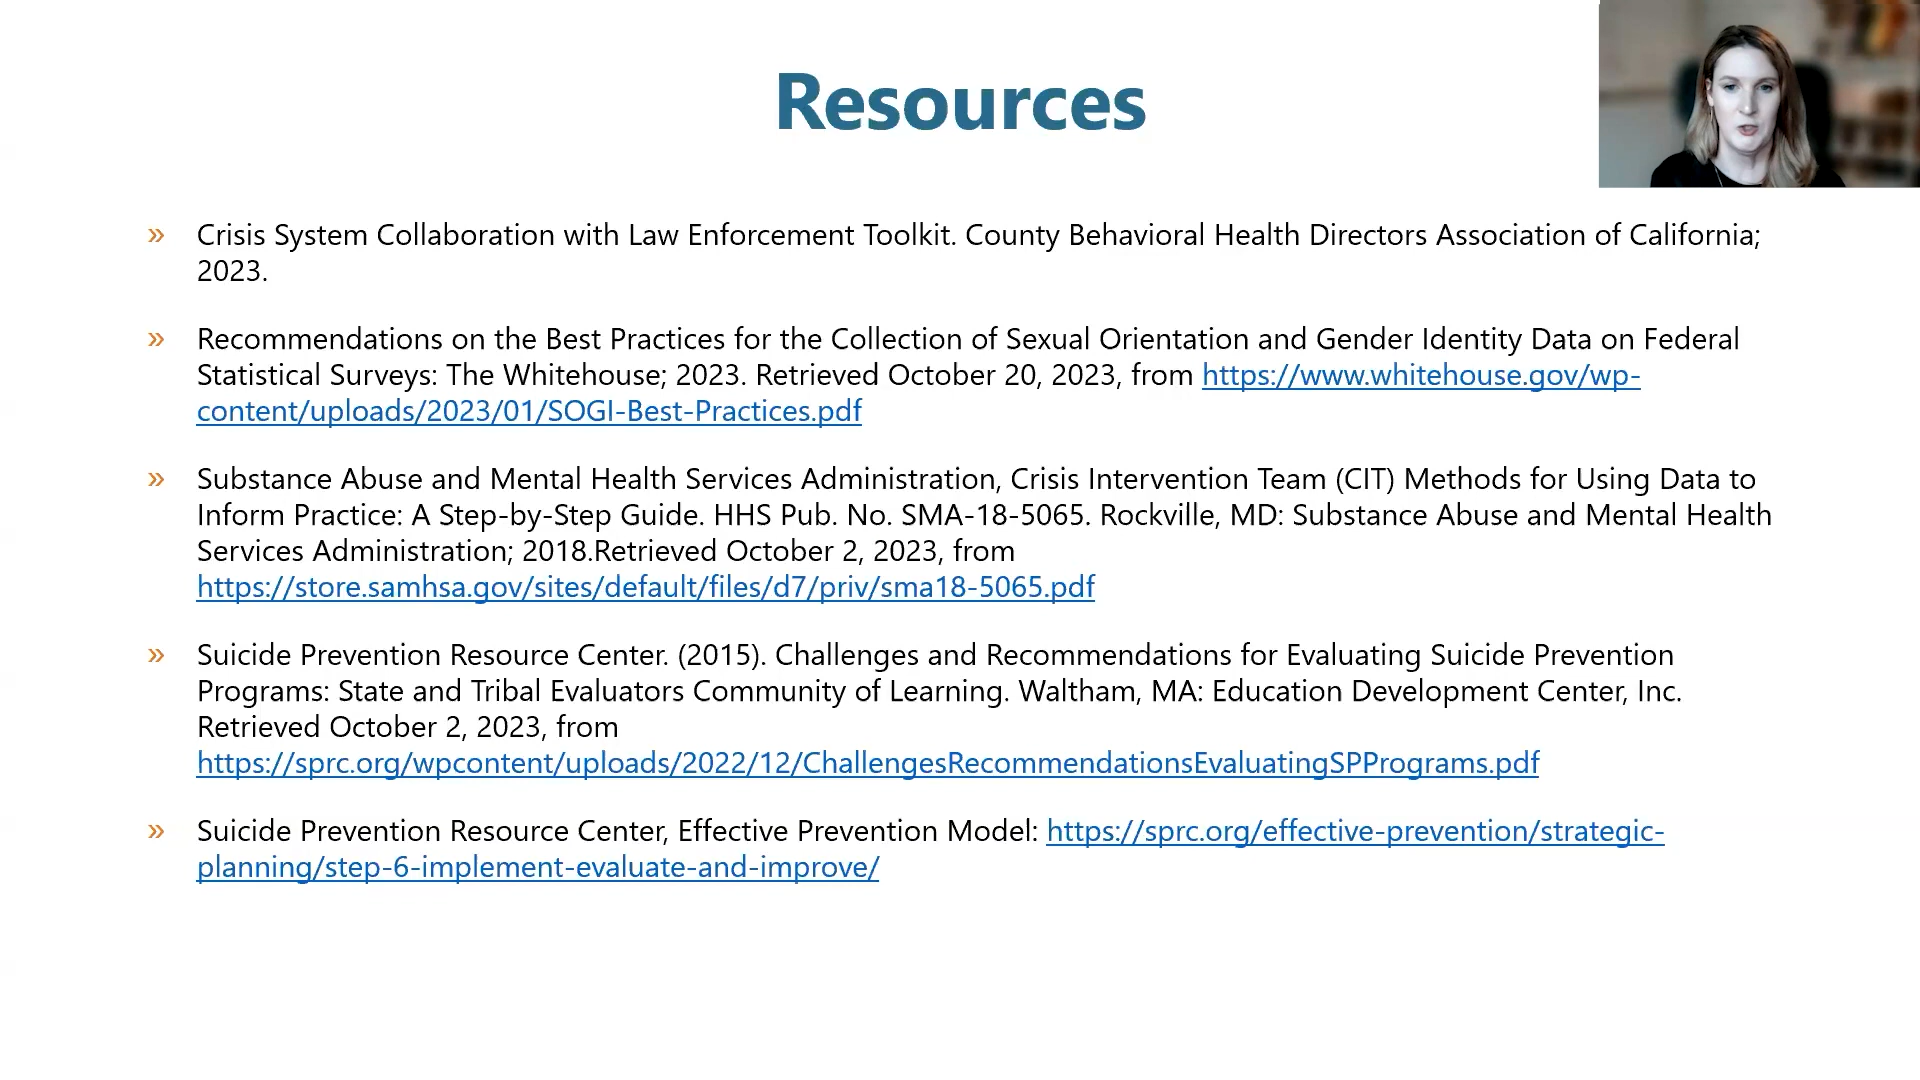 Resources
» Crisis System Collaboration with Law Enforcement Toolkit. County Behavioral Health Directors Association of California;
2023.
» Recommendations on the Best Practices for the Collection of Sexual Orientation and Gender Identity Data on Federal
Statistical Surveys: The Whitehouse; 2023. Retrieved October 20, 2023, from https://www.whitehouse.gov/wp-
content/uploads/2023/01/SOGI-Best-Practices.pdf
» Substance Abuse and Mental Health Services Administration, Crisis Intervention Team (CIT) Methods for Using Data to
Inform Practice: A Step-by-Step Guide. HHS Pub. No. SMA-18-5065. Rockville, MD: Substance Abuse and Mental Health
Services Administration; 2018.Retrieved October 2, 2023, from
https://store.samhsa.gov/sites/default/files/d7/priv/sma18-5065.pdf
» Suicide Prevention Resource Center. (2015). Challenges and Recommendations for Evaluating Suicide Prevention
Programs: State and Tribal Evaluators Community of Learning. Waltham, MA: Education Development Center, Inc.
Retrieved October 2, 2023, from
https://sprc.org/wpcontent/uploads/2022/12/ChallengesRecommendationsEvaluatingSPPrograms.pdf
» Suicide Prevention Resource Center, Effective Prevention Model: https://sprc.org/effective-prevention/strategic-
planning/step-6-implement-evaluate-and-improve/